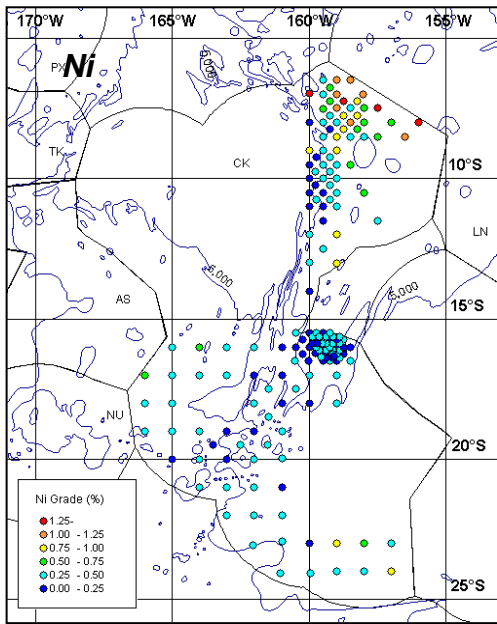 170°W 165°W 160°W 155°W
Ni
PX
5,000
TK
CK
10°S
LN
5,000
5,000
AS
15°S
NU
20°S
Ni Grade (%)
1.25-
1.00 - 1.25
0.75 - 1.00
0.50 - 0.75
0.25 - 0.50
0.00 - 0.25
25°S